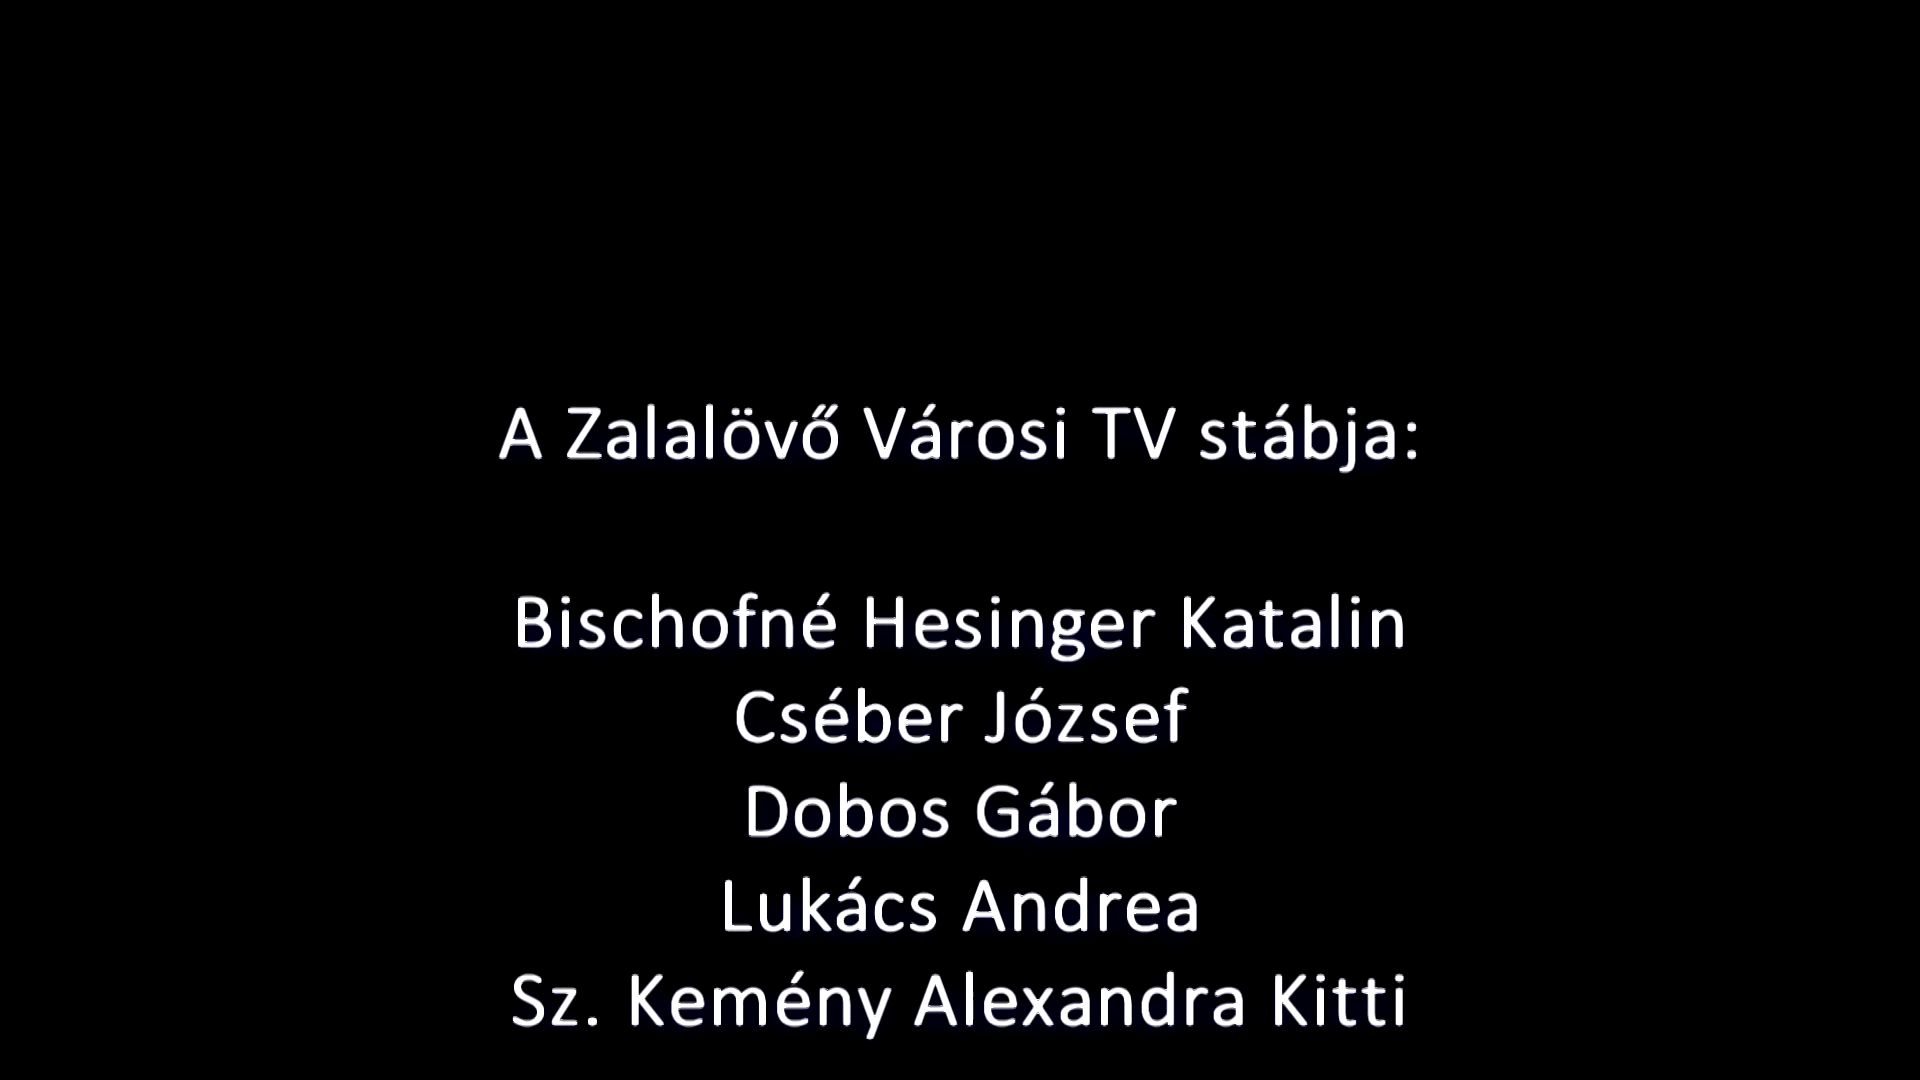 A Zalalövő Városi TV stábja:
Bischofné Hesinger Katalin
Cséber József
Dobos Gábor
Lukács Andrea
Sz. Kemény Alexandra Kitti